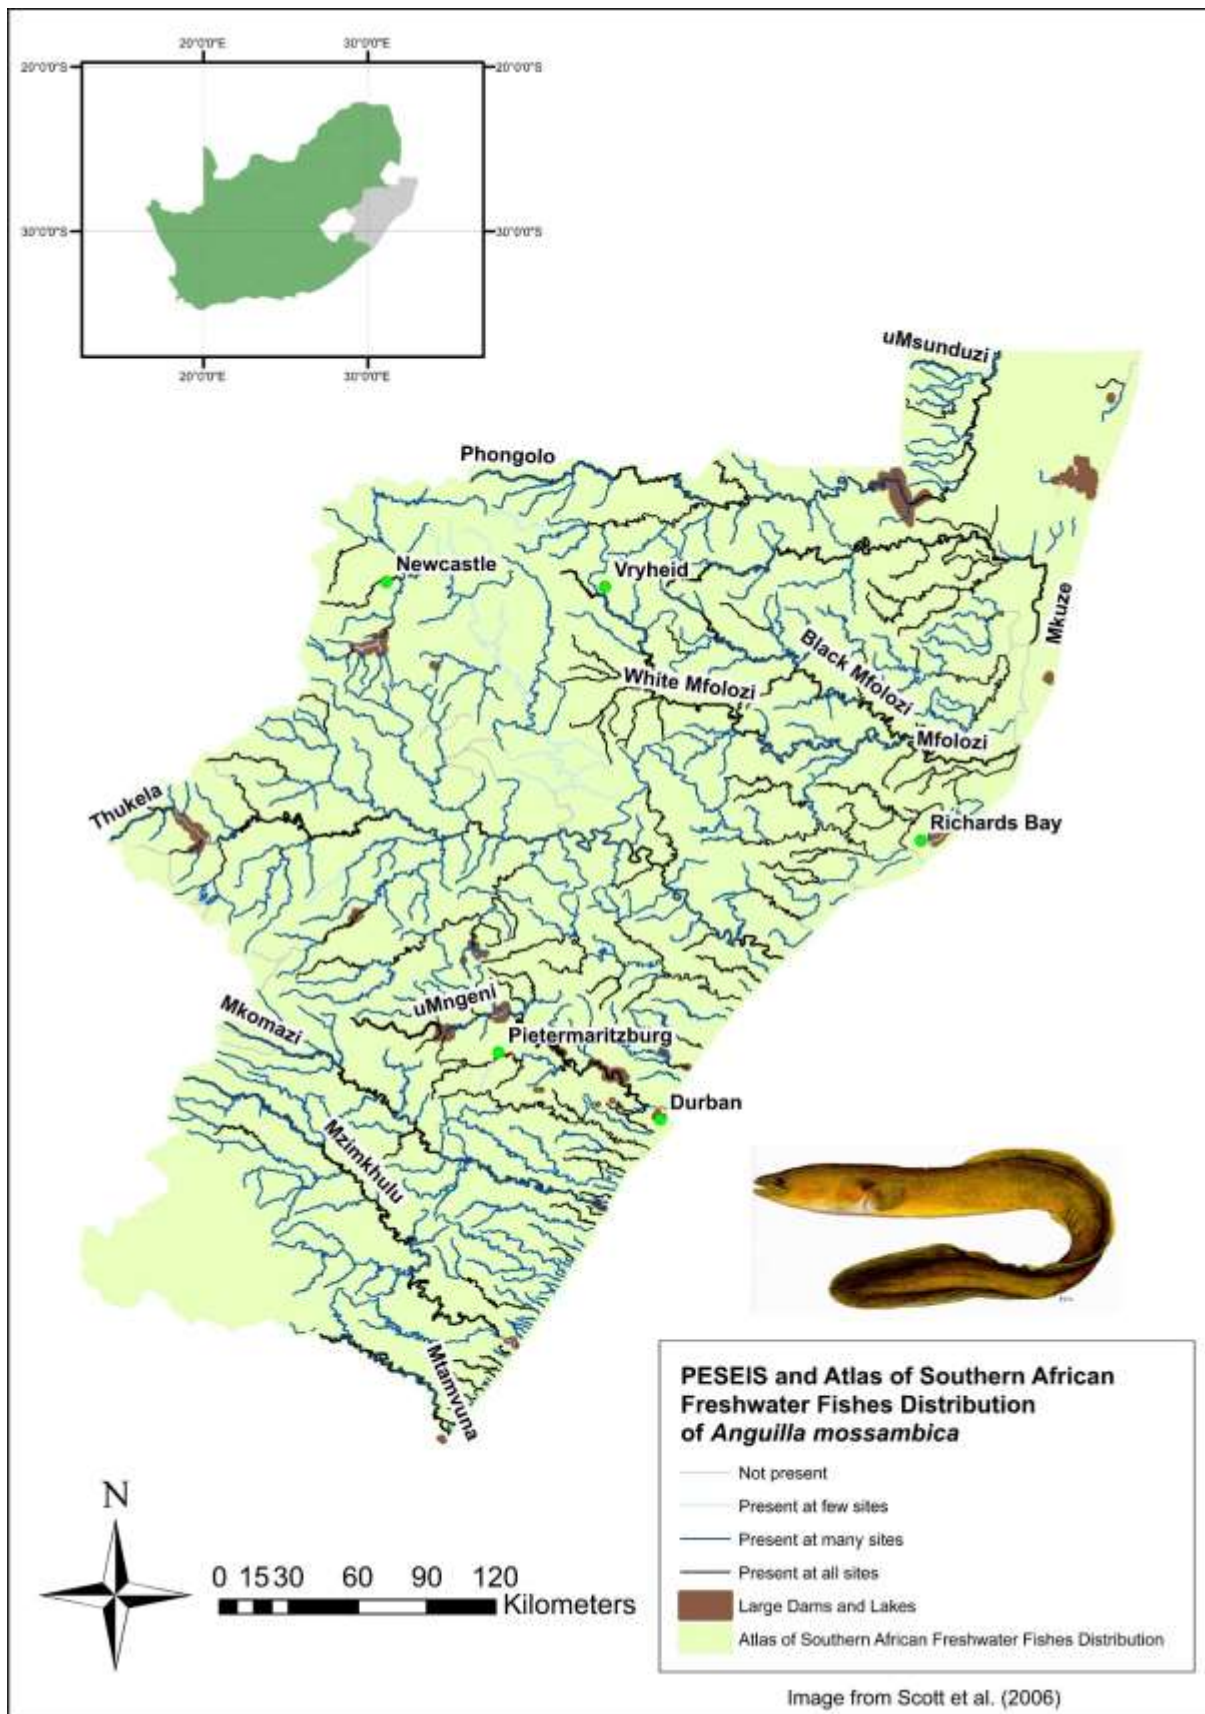 20°0'0"E
30°0'0"E
20°0'0"S
20°0'0"S
30°0'0"S
30°0'0"S
20°0'0"E
30°0'0"E
uMsunduzi
Phongolo
Newcastle
Vryheid
Mkuze
Black Mfolozi
White Mfolozi
Mfolozi
Thukela
Richards Bay
uMngeni
Mkomazi
Pietermaritzburg
Durban
Mzimkhulu
Mtamvuna
PESEIS and Atlas of Southern African
Freshwater Fishes Distribution
of Anguilla mossambica
Not present
Present at few sites
Present at many sites
Present at all sites
Large Dams and Lakes
Atlas of Southern African Freshwater Fishes Distribution
N
0 15 30 60 90 120
Kilometers
Image from Scott et al. (2006)